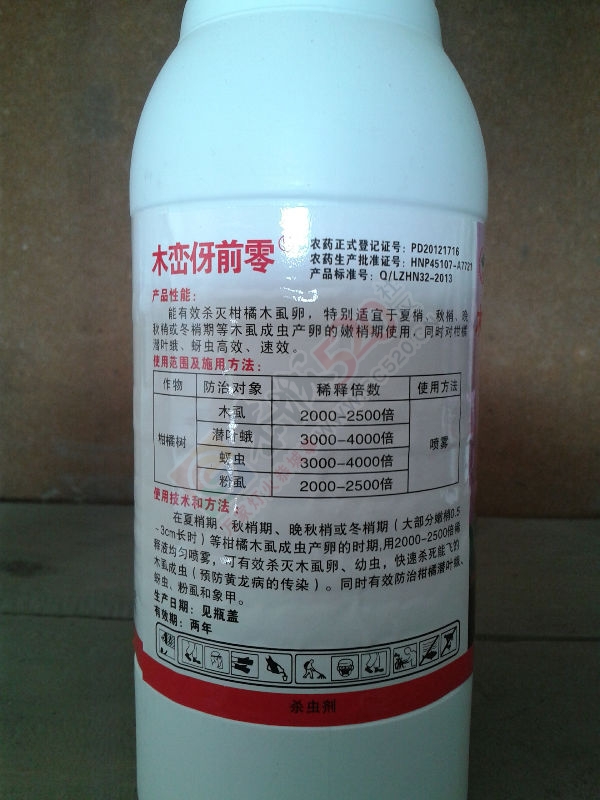 木峦伢前零
农药正式登记证号：PD20121716
农药生产批准证号：HNP45107-A7721
产品标准号：Q/LZHN32-2013
产品性能：
能有效杀灭柑橘木虱卵，特别适宜于夏梢、秋梢、晚
秋梢或冬梢期等木虱成虫产卵的嫩梢期使用，同时对柑橘
潜叶蛾、蚜虫高效、速效。
使用范围及施用方法：
作物 防治对象 稀释倍数 使用方法
柑橘树 木虱 2000-2500倍 喷雾
潜叶蛾 3000-4000倍
蚜虫 3000-4000倍
粉虱 2000-2500倍
使用技术和方法：
在夏梢期、秋梢期、晚秋梢或冬梢期（大部分嫩梢0.5
-3cm长时）等柑橘木虱成虫产卵的时期,用2000-2500倍稀
释液均匀喷雾，可有效杀灭木虱卵、幼虫，快速杀死能飞的
木虱成虫（预防黄龙病的传染）。同时有效防治柑橘潜叶蛾、
蚜虫、粉虱和象甲。
生产日期：见瓶盖
有效期：两年
杀虫剂